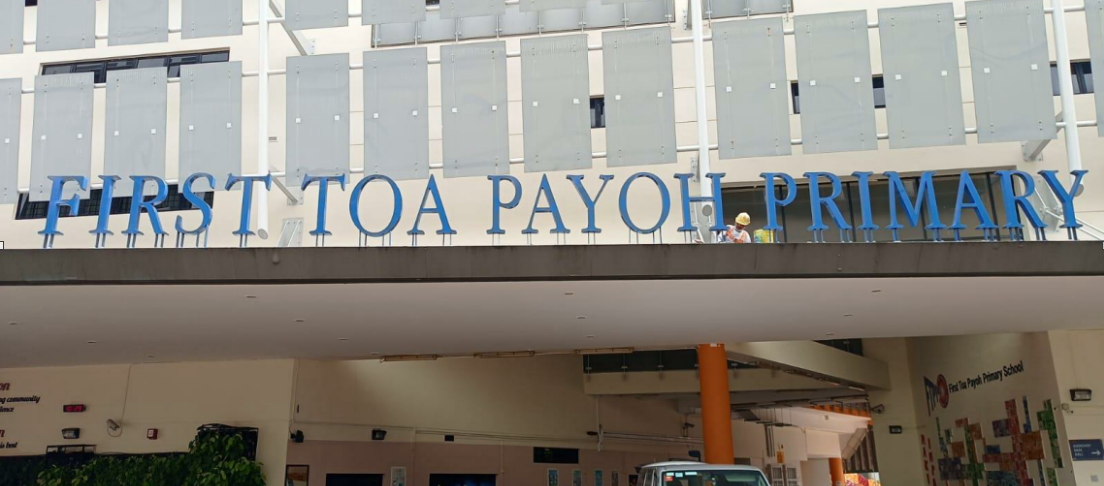 FIRST TOA PAYOH PRIMARY
First Toa Payoh Primary School